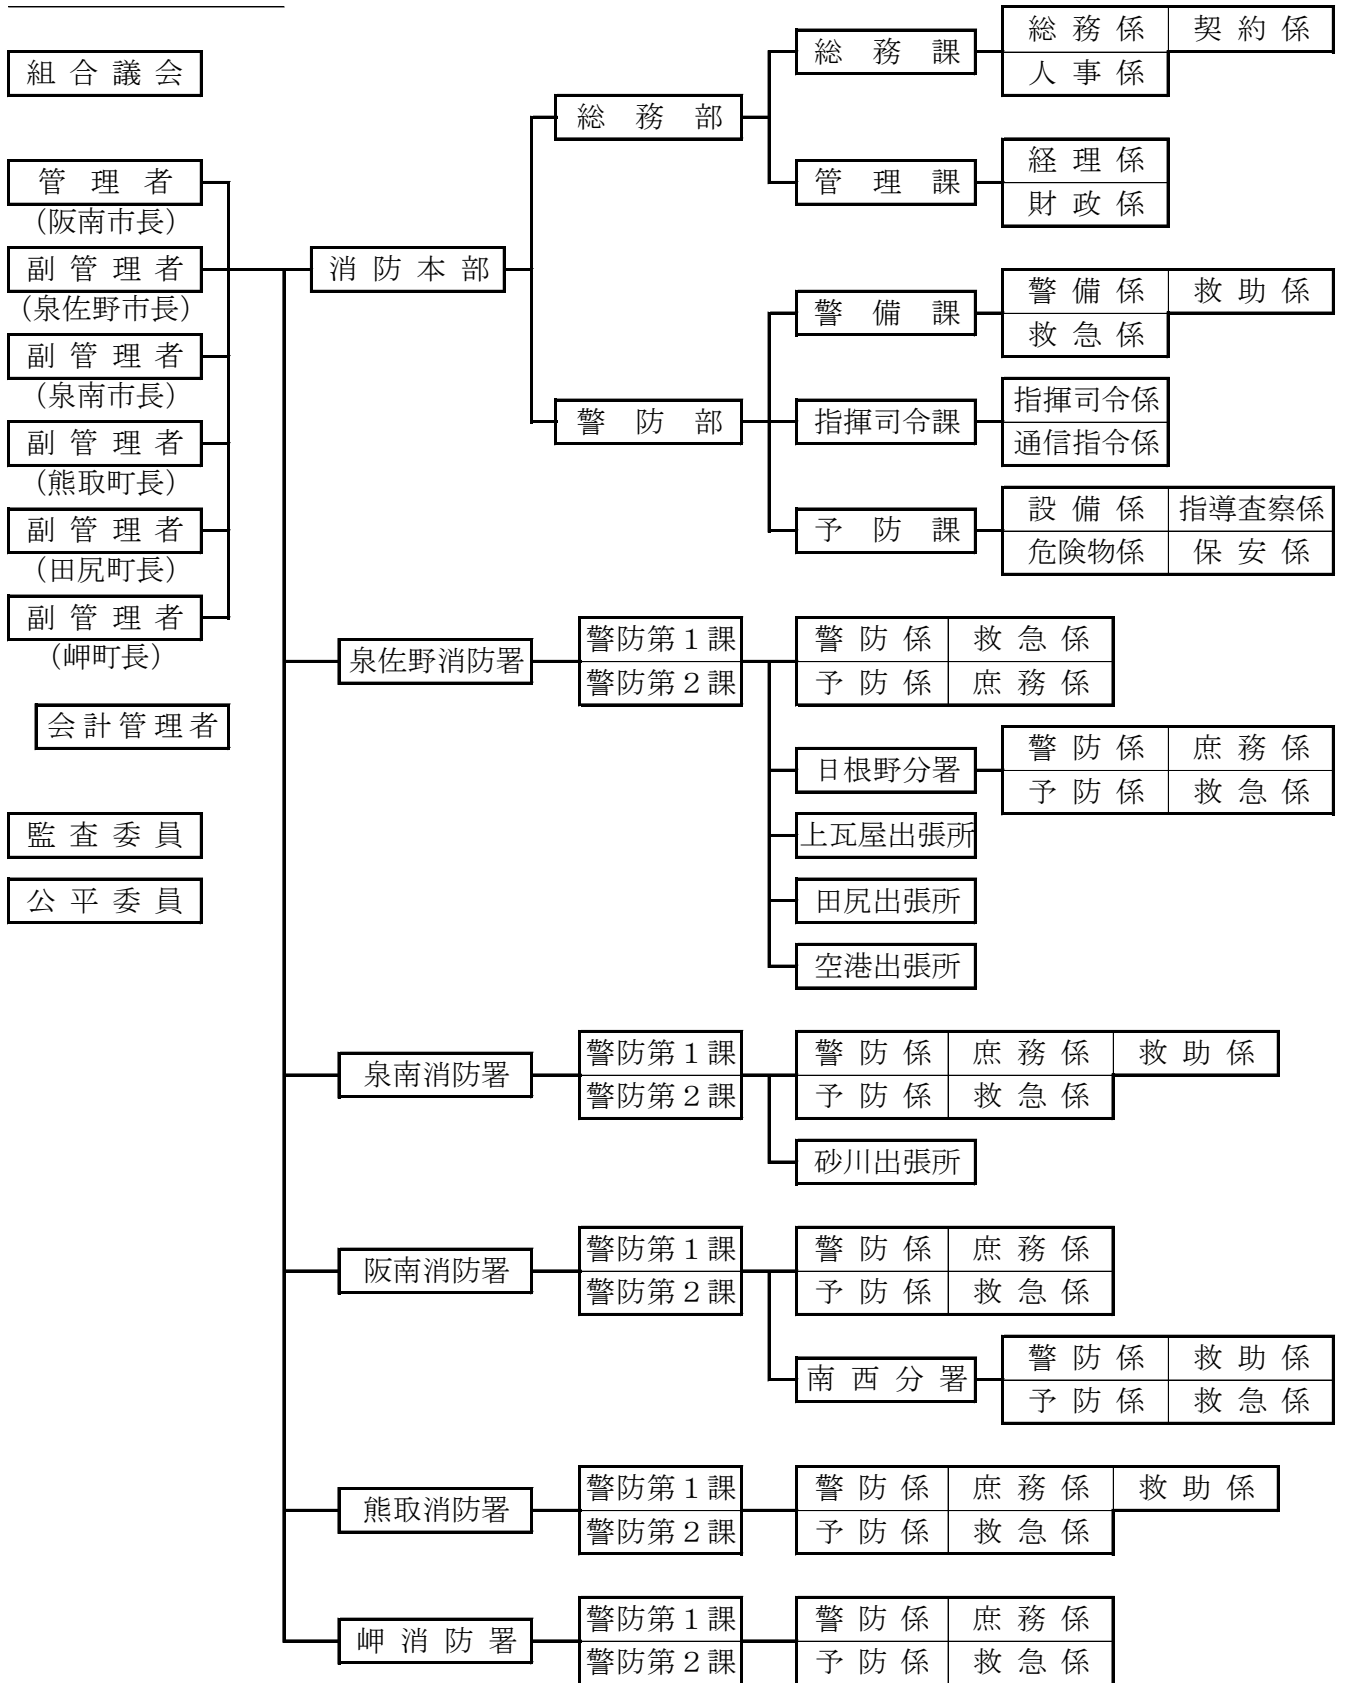 組合議会
管理者
(阪南市長)
副管理者
(泉佐野市長)
副管理者
(泉南市長)
副管理者
(熊取町長)
副管理者
(田尻町長)
副管理者
(岬町長)
会計管理者
監査委員
公平委員
消防本部
総務部
総務課
総務係 契約係
人事係
管理課
経理係
財政係
警防部
警備課
警備係 救助係
救急係
指揮司令課
指揮司令係
通信指令係
予防課
設備係 指導査察係
危険物係 保安係
泉佐野消防署
警防第1課
警防第2課
警防係 救急係
予防係 庶務係
日根野分署
警防係 庶務係
予防係 救急係
上瓦屋出張所
田尻出張所
空港出張所
泉南消防署
警防第1課
警防第2課
警防係 庶務係 救助係
予防係 救急係
砂川出張所
阪南消防署
警防第1課
警防第2課
警防係 庶務係
予防係 救急係
南西分署
警防係 救助係
予防係 救急係
熊取消防署
警防第1課
警防第2課
警防係 庶務係 救助係
予防係 救急係
岬消防署
警防第1課
警防第2課
警防係 庶務係
予防係 救急係